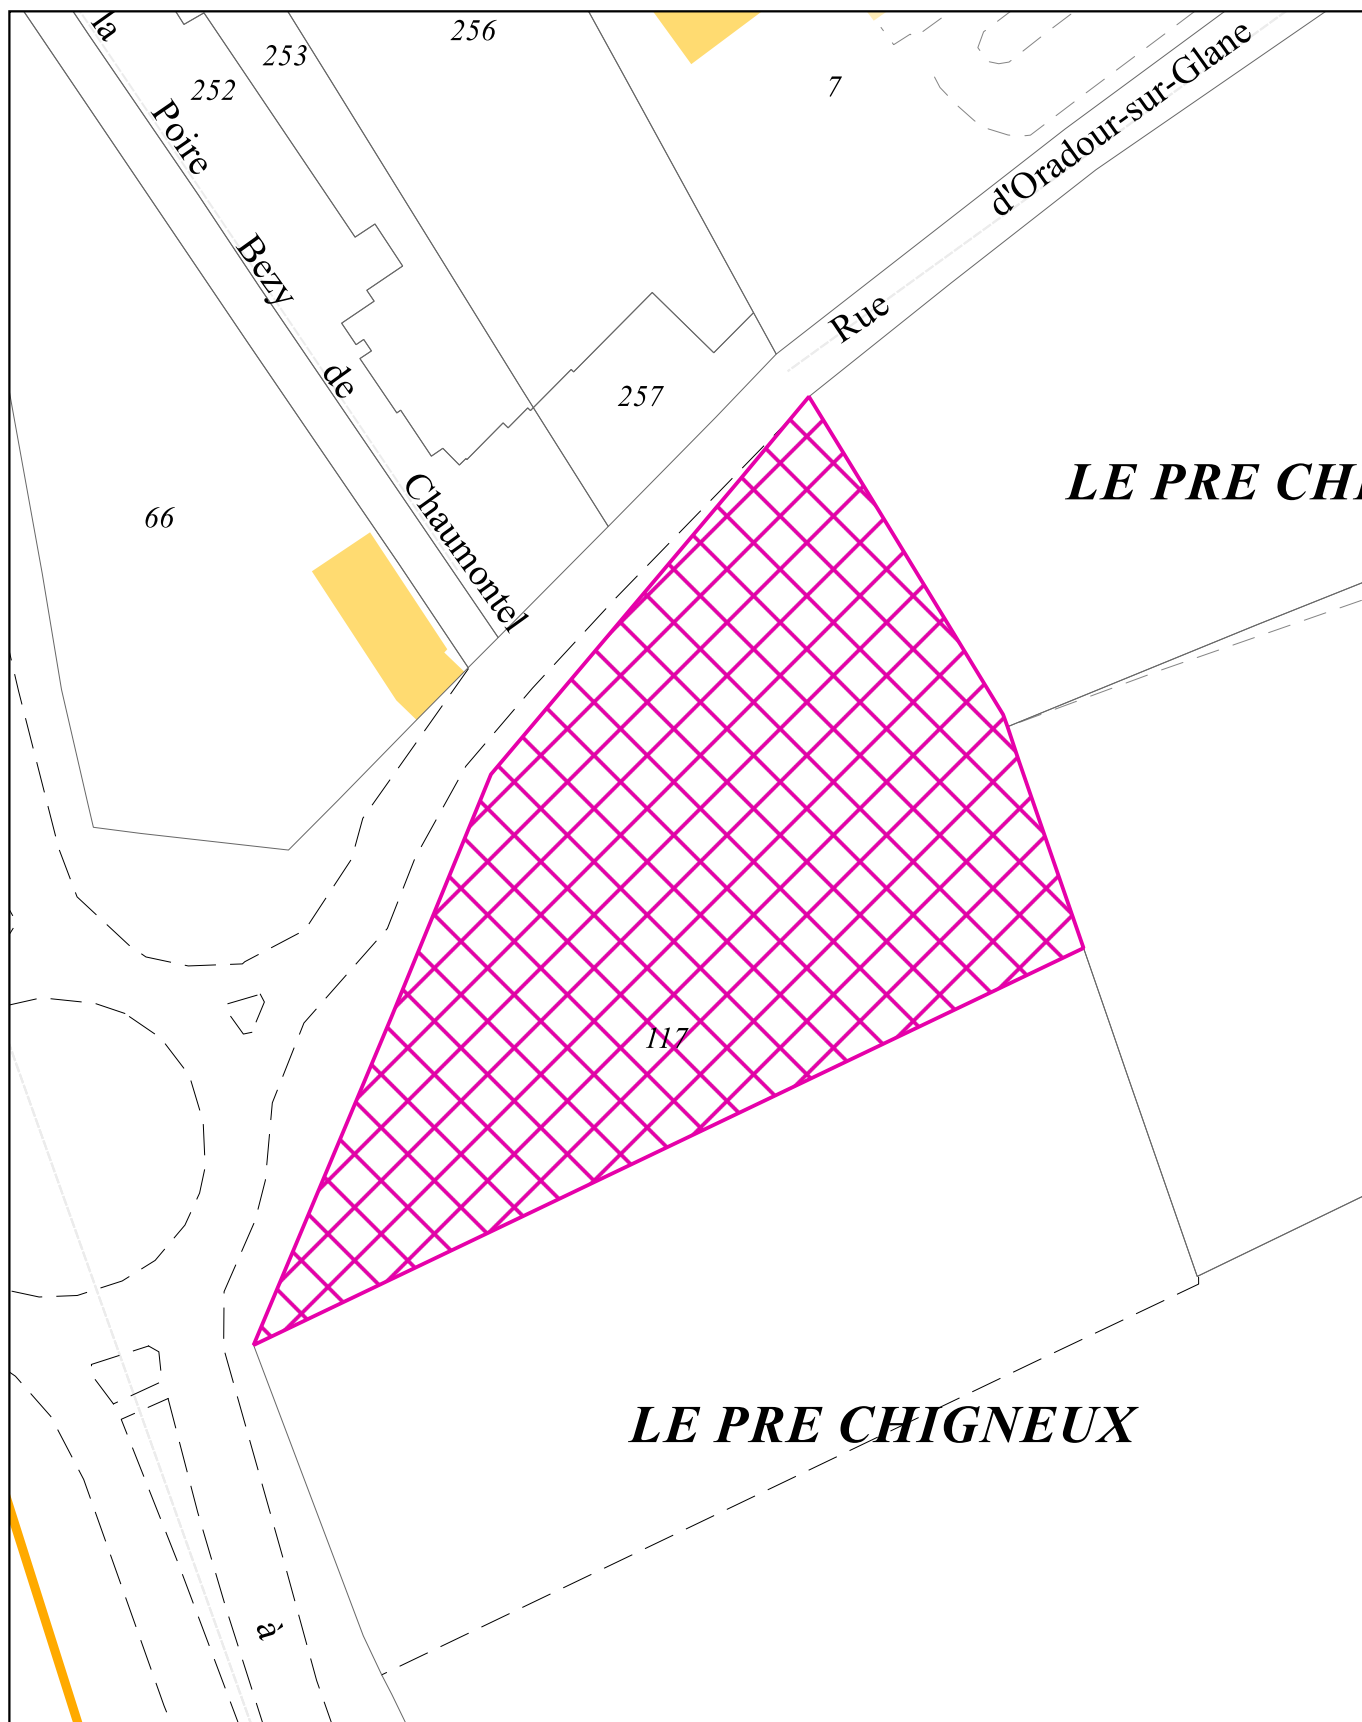 la
Poire
Bezy
de
Chaumontel
252
253
256
7
Rue
d'Oradour-sur-Glane
257
66
LE PRE CHI
117
LE PRE CHIGNEUX
à